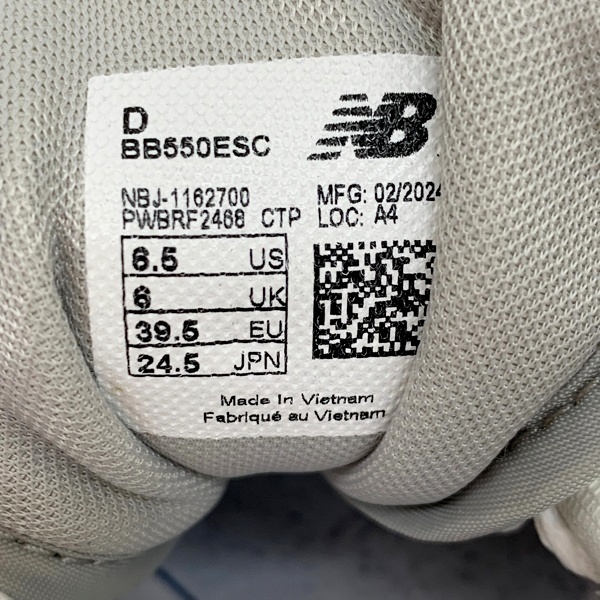 D
BB550ESC
NB
NBJ-1162700
PWBRF2468 CTP
MFG: 02/2024
LOC: A4
6.5 US
6 UK
39.5 EU
24.5 JPN
Made In Vietnam
Fabriqué au Vietnam